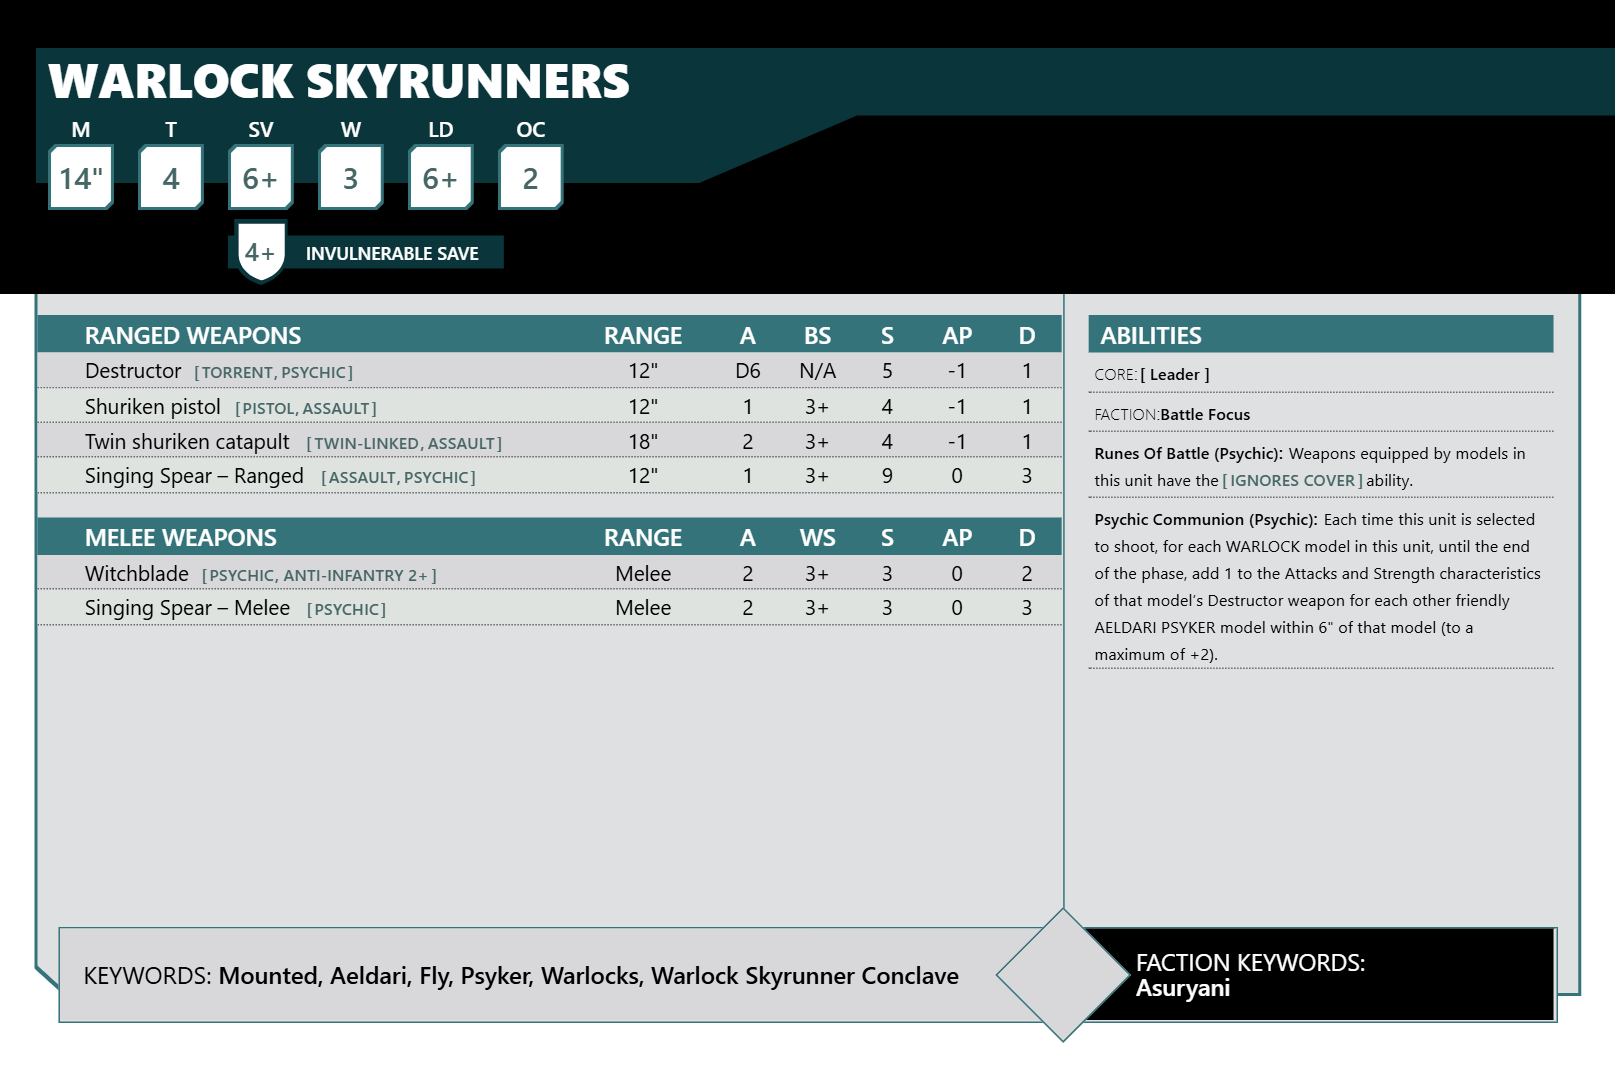 WARLOCK SKYRUNNERS
M T SV W LD OC
14" 4 6+ 3 6+ 2
4+ INVULNERABLE SAVE
RANGED WEAPONS RANGE A BS S AP D
Destructor [TORRENT, PSYCHIC] 12" D6 N/A 5 -1 1
Shuriken pistol [PISTOL, ASSAULT] 12" 1 3+ 4 -1 1
Twin shuriken catapult [TWIN-LINKED, ASSAULT] 18" 2 3+ 4 -1 1
Singing Spear – Ranged [ASSAULT, PSYCHIC] 12" 1 3+ 9 0 3
MELEE WEAPONS RANGE A WS S AP D
Witchblade [PSYCHIC, ANTI-INFANTRY 2+] Melee 2 3+ 3 0 2
Singing Spear – Melee [PSYCHIC] Melee 2 3+ 3 0 3
ABILITIES
CORE: [ Leader ]
FACTION: Battle Focus
Runes Of Battle (Psychic): Weapons equipped by models in
this unit have the [ IGNORES COVER ] ability.
Psychic Communion (Psychic): Each time this unit is selected
to shoot, for each WARLOCK model in this unit, until the end
of the phase, add 1 to the Attacks and Strength characteristics
of that model’s Destructor weapon for each other friendly
AELDARI PSYKER model within 6" of that model (to a
maximum of +2).
KEYWORDS: Mounted, Aeldari, Fly, Psyker, Warlocks, Warlock Skyrunner Conclave
FACTION KEYWORDS:
Asuryani